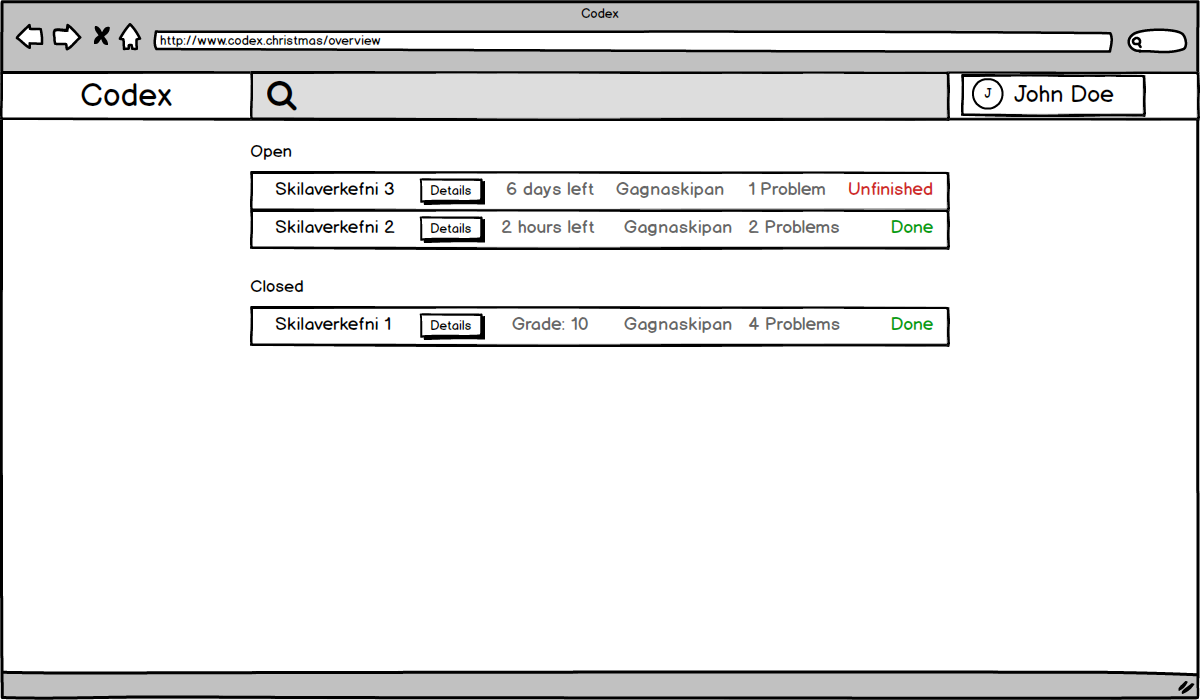 Codex
http://www.codex.christmas/overview
Codex J John Doe
Open
Skilaverkefni 3 Details 6 days left Gagnaskipan 1 Problem Unfinished
Skilaverkefni 2 Details 2 hours left Gagnaskipan 2 Problems Done
Closed
Skilaverkefni 1 Details Grade: 10 Gagnaskipan 4 Problems Done